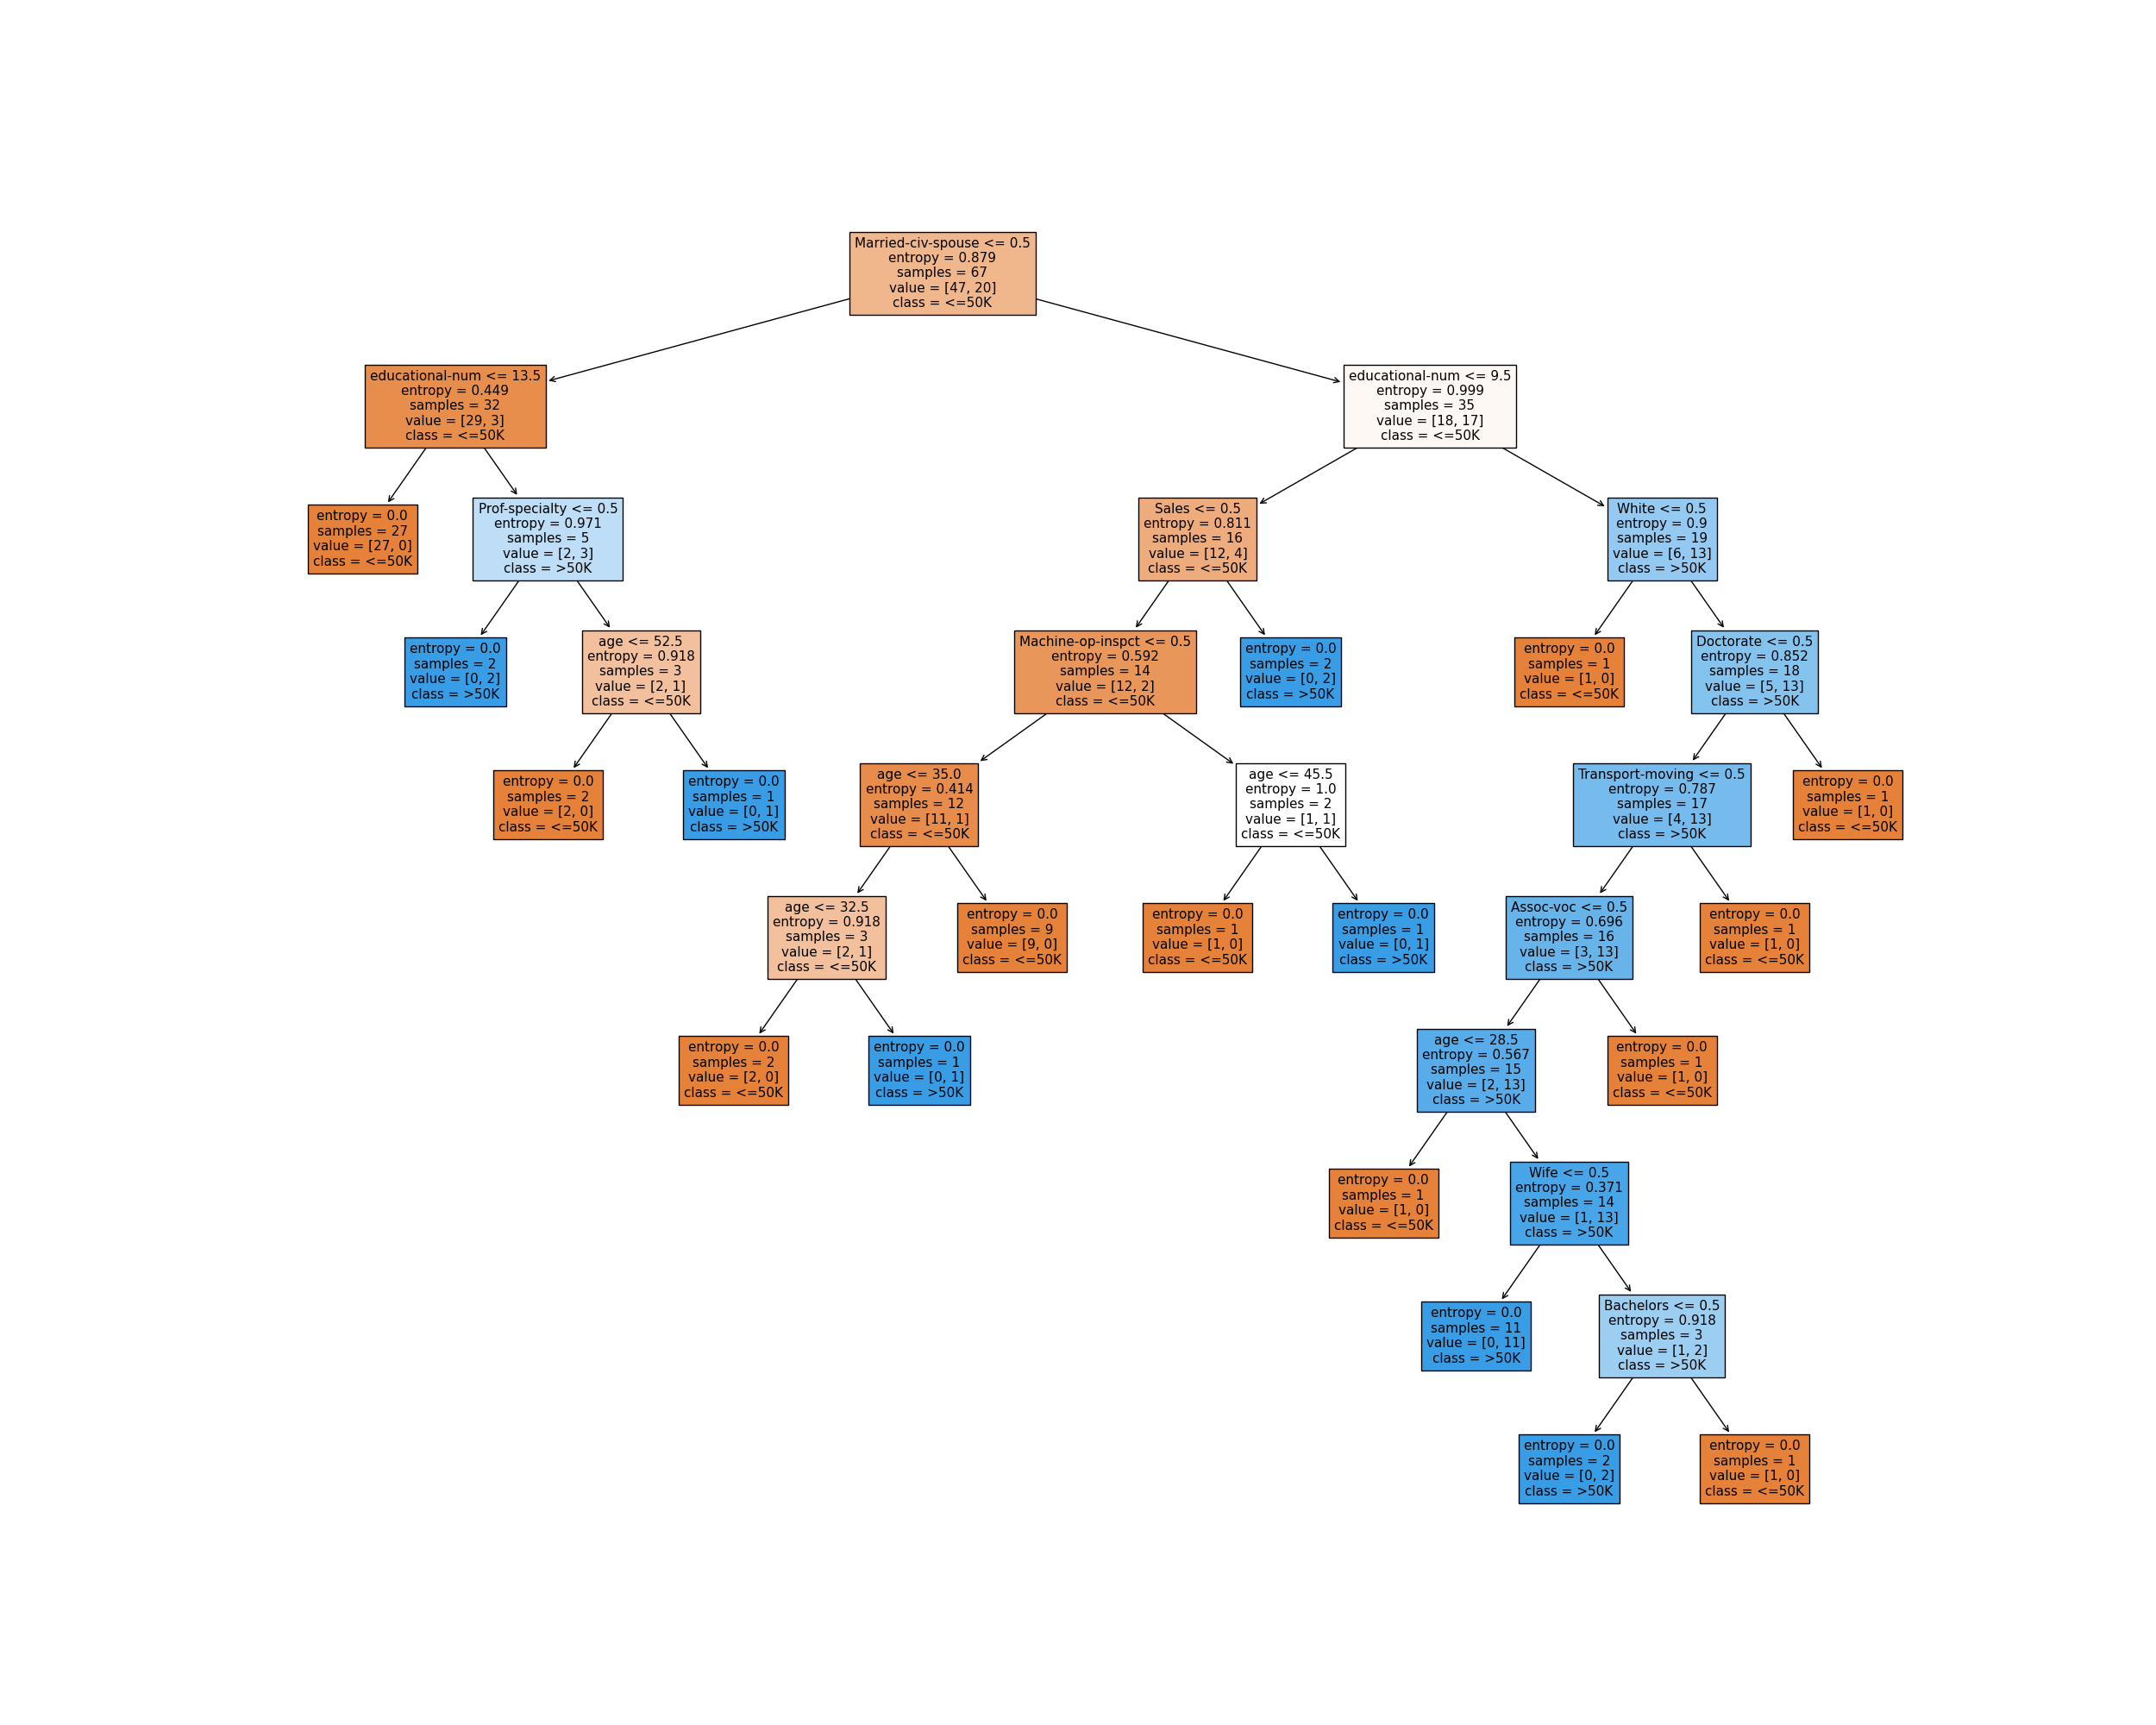 Married-civ-spouse <= 0.5
entropy = 0.879
samples = 67
value = [47, 20]
class = <=50K
educational-num <= 13.5
entropy = 0.449
samples = 32
value = [29, 3]
class = <=50K
educational-num <= 9.5
entropy = 0.999
samples = 35
value = [18, 17]
class = <=50K
entropy = 0.0
samples = 27
value = [27, 0]
class = <=50K
Prof-specialty <= 0.5
entropy = 0.971
samples = 5
value = [2, 3]
class = >50K
Sales <= 0.5
entropy = 0.811
samples = 16
value = [12, 4]
class = <=50K
White <= 0.5
entropy = 0.9
samples = 19
value = [6, 13]
class = >50K
entropy = 0.0
samples = 2
value = [0, 2]
class = >50K
age <= 52.5
entropy = 0.918
samples = 3
value = [2, 1]
class = <=50K
Machine-op-inspct <= 0.5
entropy = 0.592
samples = 14
value = [12, 2]
class = <=50K
entropy = 0.0
samples = 2
value = [0, 2]
class = >50K
entropy = 0.0
samples = 1
value = [1, 0]
class = <=50K
Doctorate <= 0.5
entropy = 0.852
samples = 18
value = [5, 13]
class = >50K
entropy = 0.0
samples = 2
value = [2, 0]
class = <=50K
entropy = 0.0
samples = 1
value = [0, 1]
class = >50K
age <= 35.0
entropy = 0.414
samples = 12
value = [11, 1]
class = <=50K
age <= 45.5
entropy = 1.0
samples = 2
value = [1, 1]
class = <=50K
Transport-moving <= 0.5
entropy = 0.787
samples = 17
value = [4, 13]
class = >50K
entropy = 0.0
samples = 1
value = [1, 0]
class = <=50K
age <= 32.5
entropy = 0.918
samples = 3
value = [2, 1]
class = <=50K
entropy = 0.0
samples = 9
value = [9, 0]
class = <=50K
entropy = 0.0
samples = 1
value = [1, 0]
class = <=50K
entropy = 0.0
samples = 1
value = [0, 1]
class = >50K
Assoc-voc <= 0.5
entropy = 0.696
samples = 16
value = [3, 13]
class = >50K
entropy = 0.0
samples = 1
value = [1, 0]
class = <=50K
entropy = 0.0
samples = 2
value = [2, 0]
class = <=50K
entropy = 0.0
samples = 1
value = [0, 1]
class = >50K
age <= 28.5
entropy = 0.567
samples = 15
value = [2, 13]
class = >50K
entropy = 0.0
samples = 1
value = [1, 0]
class = <=50K
entropy = 0.0
samples = 1
value = [1, 0]
class = <=50K
Wife <= 0.5
entropy = 0.371
samples = 14
value = [1, 13]
class = >50K
entropy = 0.0
samples = 11
value = [0, 11]
class = >50K
Bachelors <= 0.5
entropy = 0.918
samples = 3
value = [1, 2]
class = >50K
entropy = 0.0
samples = 2
value = [0, 2]
class = >50K
entropy = 0.0
samples = 1
value = [1, 0]
class = <=50K